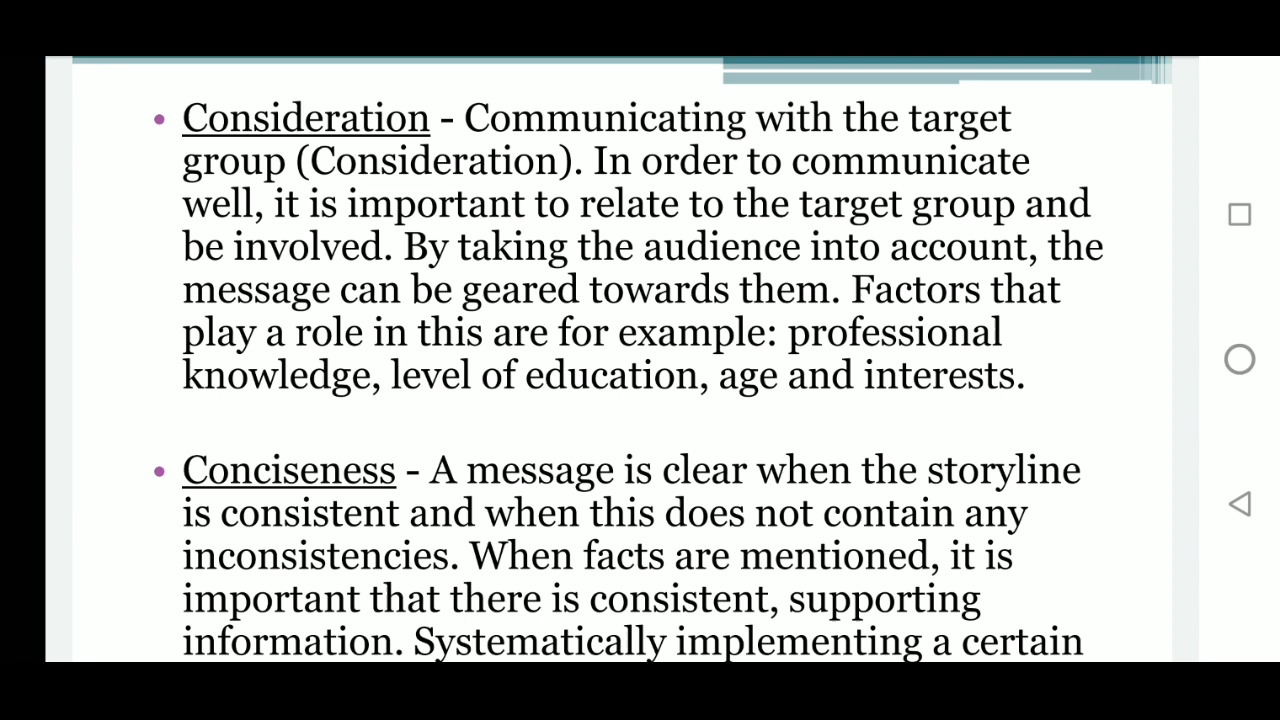 • Consideration - Communicating with the target
group (Consideration). In order to communicate
well, it is important to relate to the target group and
be involved. By taking the audience into account, the
message can be geared towards them. Factors that
play a role in this are for example: professional
knowledge, level of education, age and interests.
• Conciseness - A message is clear when the storyline
is consistent and when this does not contain any
inconsistencies. When facts are mentioned, it is
important that there is consistent, supporting
information. Systematically implementing a certain